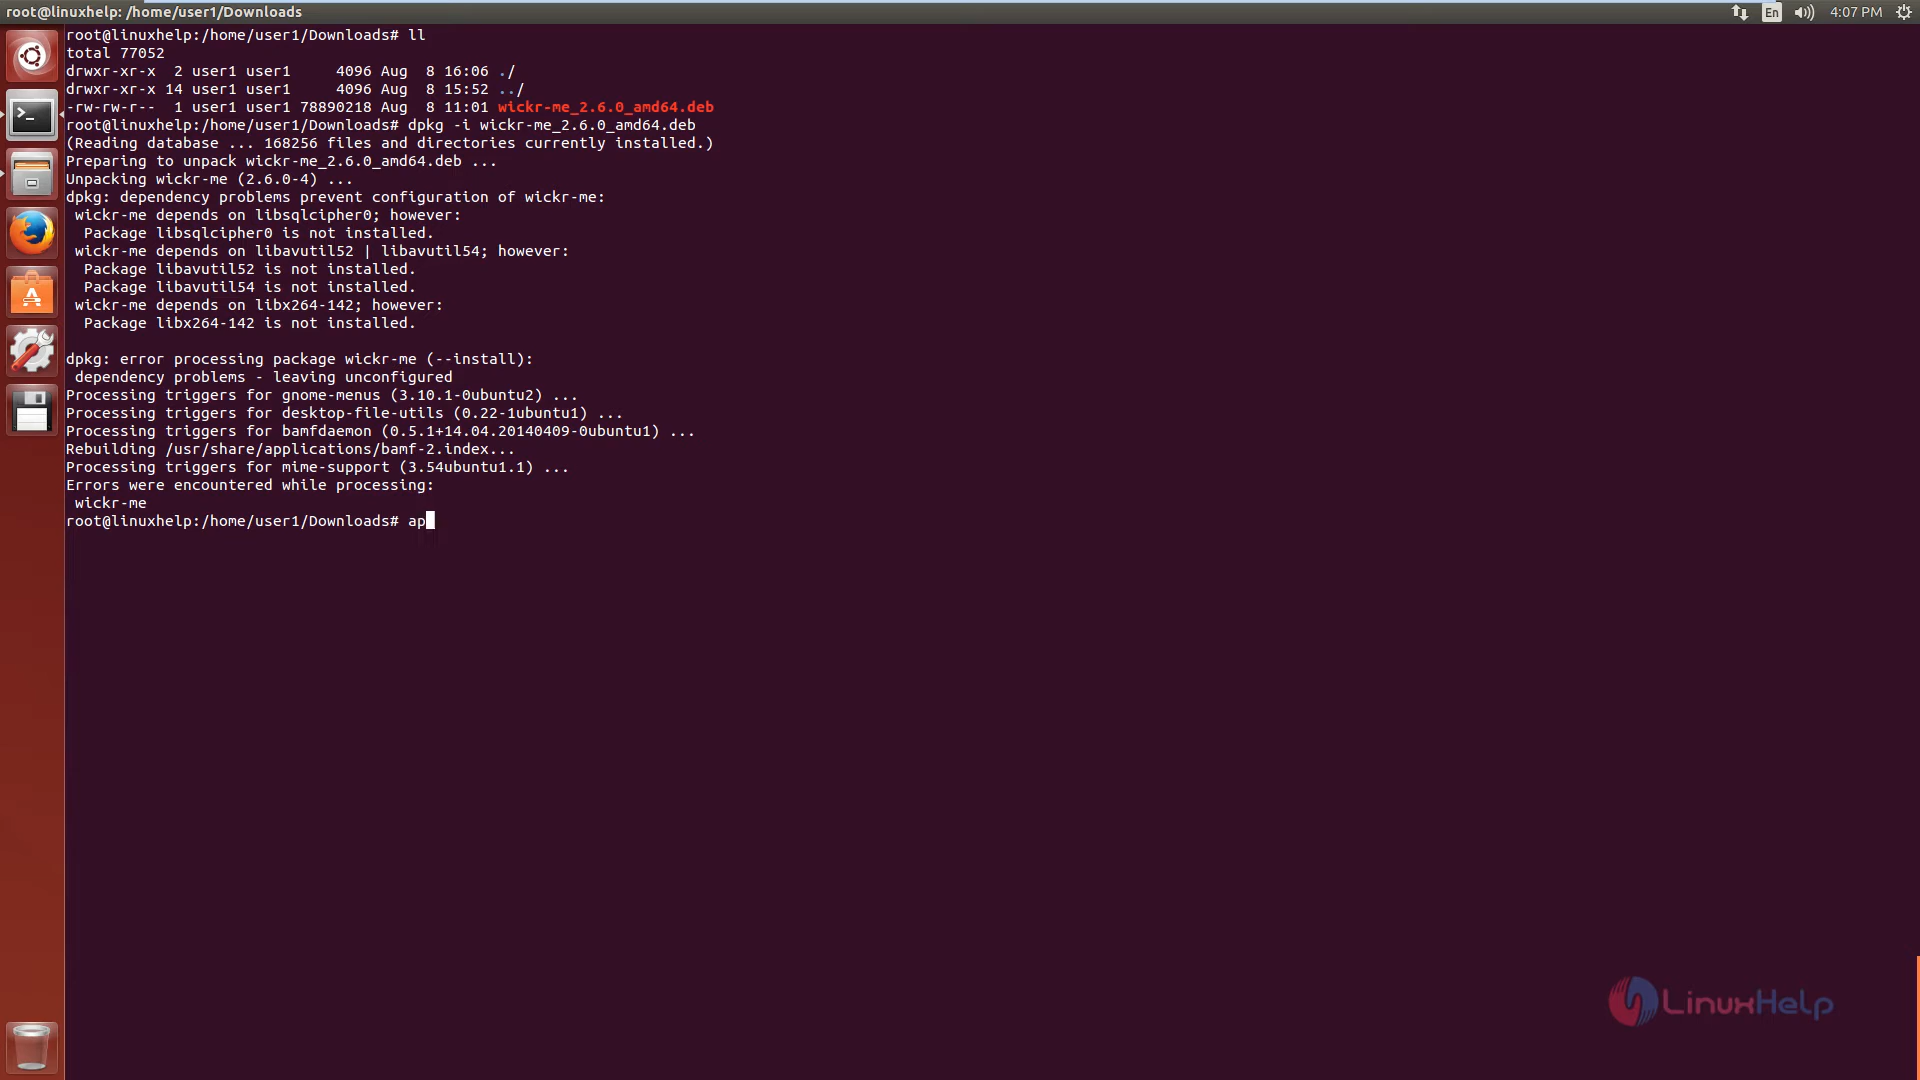 root@linuxhelp: /home/user1/Downloads
En
4:07 PM
root@linuxhelp:/home/user1/Downloads# ll
total 77052
drwxr-xr-x  2 user1 user1     4096 Aug  8 16:06 ./
drwxr-xr-x 14 user1 user1     4096 Aug  8 15:52 ../
-rw-rw-r--  1 user1 user1 78890218 Aug  8 11:01 wickr-me_2.6.0_amd64.deb
root@linuxhelp:/home/user1/Downloads# dpkg -i wickr-me_2.6.0_amd64.deb
(Reading database ... 168256 files and directories currently installed.)
Preparing to unpack wickr-me_2.6.0_amd64.deb ...
Unpacking wickr-me (2.6.0-4) ...
dpkg: dependency problems prevent configuration of wickr-me:
 wickr-me depends on libsqlcipher0; however:
  Package libsqlcipher0 is not installed.
 wickr-me depends on libavutil52 | libavutil54; however:
  Package libavutil52 is not installed.
  Package libavutil54 is not installed.
 wickr-me depends on libx264-142; however:
  Package libx264-142 is not installed.

dpkg: error processing package wickr-me (--install):
 dependency problems - leaving unconfigured
Processing triggers for gnome-menus (3.10.1-0ubuntu2) ...
Processing triggers for desktop-file-utils (0.22-1ubuntu1) ...
Processing triggers for bamfdaemon (0.5.1+14.04.20140409-0ubuntu1) ...
Rebuilding /usr/share/applications/bamf-2.index...
Processing triggers for mime-support (3.54ubuntu1.1) ...
Errors were encountered while processing:
 wickr-me
root@linuxhelp:/home/user1/Downloads# ap
LinuxHelp